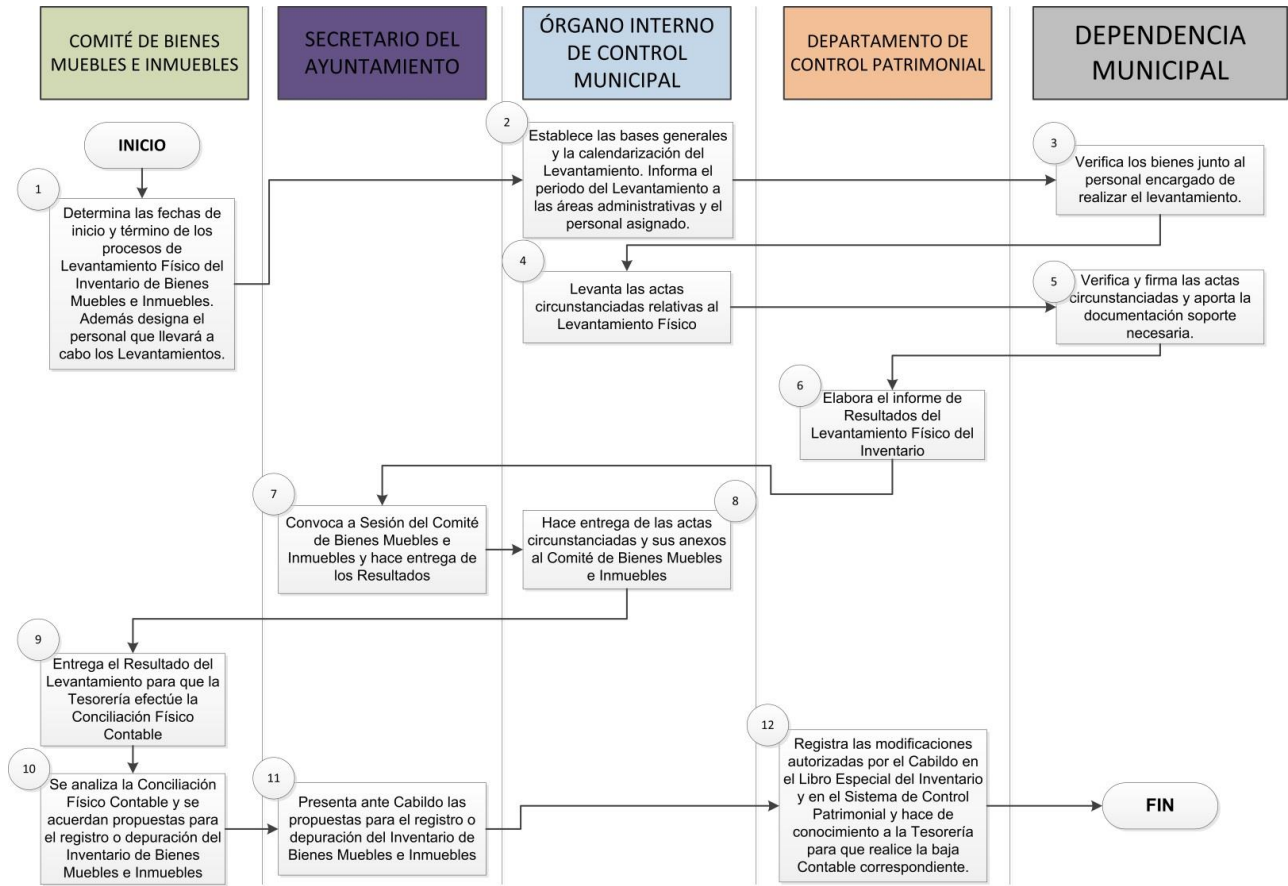 COMITÉ DE BIENES
MUEBLES E INMUEBLES
SECRETARIO DEL
AYUNTAMIENTO
ÓRGANO INTERNO
DE CONTROL
MUNICIPAL
DEPARTAMENTO DE
CONTROL PATRIMONIAL
DEPENDENCIA
MUNICIPAL
INICIO
1
Determina las fechas de
inicio y término de los
procesos de
Levantamiento Físico del
Inventario de Bienes
Muebles e Inmuebles.
Además designa el
personal que llevará a
cabo los Levantamientos.
2
Establece las bases generales
y la calendarización del
Levantamiento. Informa el
periodo del Levantamiento a
las áreas administrativas y el
personal asignado.
3
Verifica los bienes junto al
personal encargado de
realizar el levantamiento.
4
Levanta las actas
circunstanciadas relativas al
Levantamiento Físico
5
Verifica y firma las actas
circunstanciadas y aporta la
documentación soporte
necesaria.
6
Elabora el informe de
Resultados del
Levantamiento Físico del
Inventario
7
Convoca a Sesión del Comité
de Bienes Muebles e
Inmuebles y hace entrega de
los Resultados
8
Hace entrega de las actas
circunstanciadas y sus anexos
al Comité de Bienes Muebles
e Inmuebles
9
Entrega el Resultado del
Levantamiento para que la
Tesorería efectúe la
Conciliación Físico
Contable
10
Se analiza la Conciliación
Físico Contable y se
acuerdan propuestas para
el registro o depuración del
Inventario de Bienes
Muebles e Inmuebles
11
Presenta ante Cabildo las
propuestas para el registro o
depuración del Inventario de
Bienes Muebles e Inmuebles
12
Registra las modificaciones
autorizadas por el Cabildo en
el Libro Especial del Inventario
y en el Sistema de Control
Patrimonial y hace de
conocimiento a la Tesorería
para que realice la baja
Contable correspondiente.
FIN